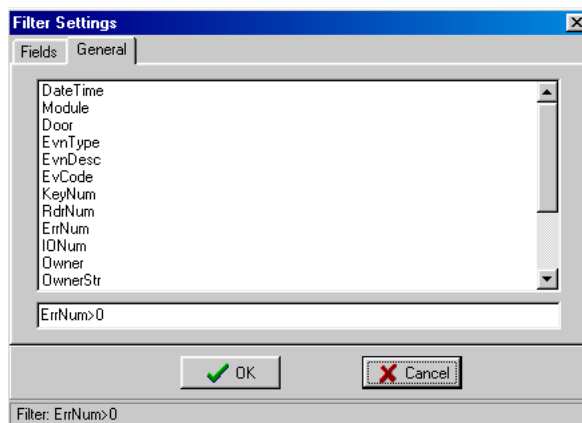 Filter Settings
Fields General
DateTime
Module
Door
EvnType
EvnDesc
EvCode
KeyNum
RdrNum
ErrNum
IONum
Owner
OwnerStr
ErrNum>0
OK Cancel
Filter: ErrNum>0